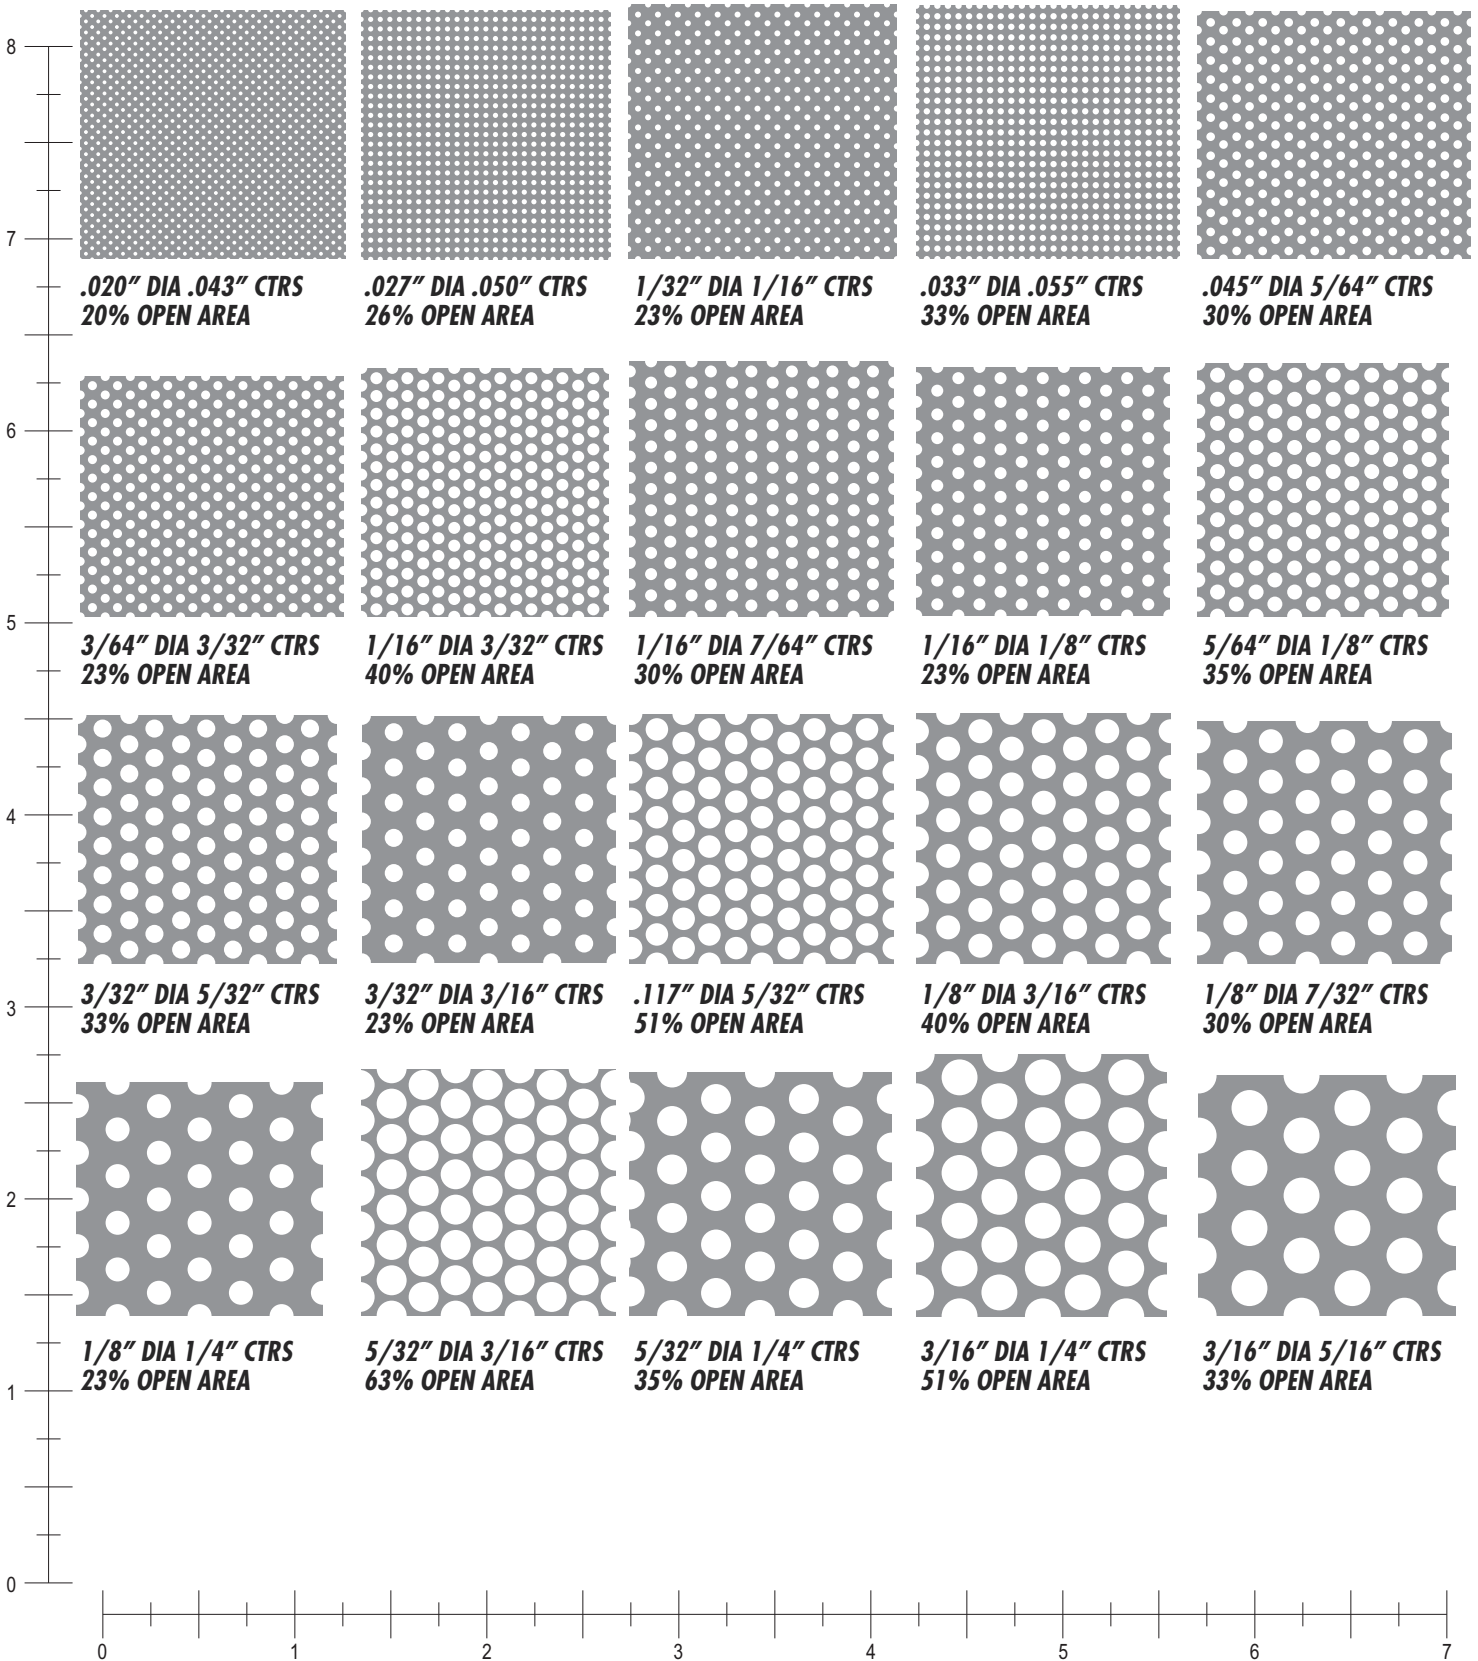 8
7
6
5
4
3
2
1
0
.020″ DIA .043″ CTRS
20% OPEN AREA
.027″ DIA .050″ CTRS
26% OPEN AREA
1/32″ DIA 1/16″ CTRS
23% OPEN AREA
.033″ DIA .055″ CTRS
33% OPEN AREA
.045″ DIA 5/64″ CTRS
30% OPEN AREA
3/64″ DIA 3/32″ CTRS
23% OPEN AREA
1/16″ DIA 3/32″ CTRS
40% OPEN AREA
1/16″ DIA 7/64″ CTRS
30% OPEN AREA
1/16″ DIA 1/8″ CTRS
23% OPEN AREA
5/64″ DIA 1/8″ CTRS
35% OPEN AREA
3/32″ DIA 5/32″ CTRS
33% OPEN AREA
3/32″ DIA 3/16″ CTRS
23% OPEN AREA
.117″ DIA 5/32″ CTRS
51% OPEN AREA
1/8″ DIA 3/16″ CTRS
40% OPEN AREA
1/8″ DIA 7/32″ CTRS
30% OPEN AREA
1/8″ DIA 1/4″ CTRS
23% OPEN AREA
5/32″ DIA 3/16″ CTRS
63% OPEN AREA
5/32″ DIA 1/4″ CTRS
35% OPEN AREA
3/16″ DIA 1/4″ CTRS
51% OPEN AREA
3/16″ DIA 5/16″ CTRS
33% OPEN AREA
0 1 2 3 4 5 6 7